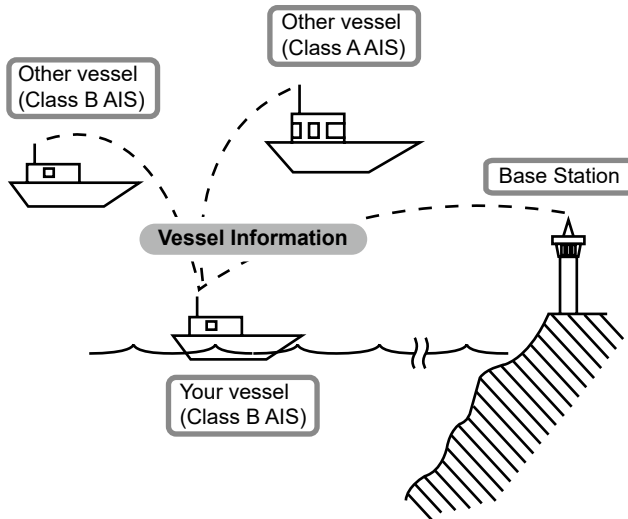 Other vessel
(Class A AIS)
Other vessel
(Class B AIS)
Base Station
Vessel Information
Your vessel
(Class B AIS)